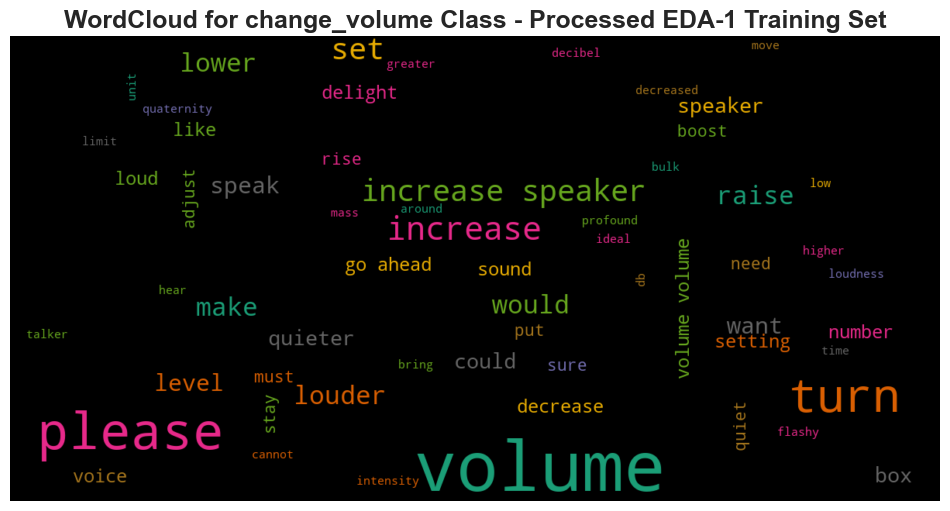 WordCloud for change_volume Class - Processed EDA-1 Training Set
move
set
decibel
greater
lower
unit
decreased
delight
quaternity
speaker
like
boost
limit
rise
bulk
loud
adjust
speak
increase speaker
raise
low
mass
around
profound
increase
ideal
higher
go ahead
sound
db
volume volume
need
loudness
hear
make
would
talker
quieter
put
want
number
setting
could
time
bring
sure
level
must
louder
stay
decrease
turn
please
quiet
flashy
cannot
volume
voice
intensity
box